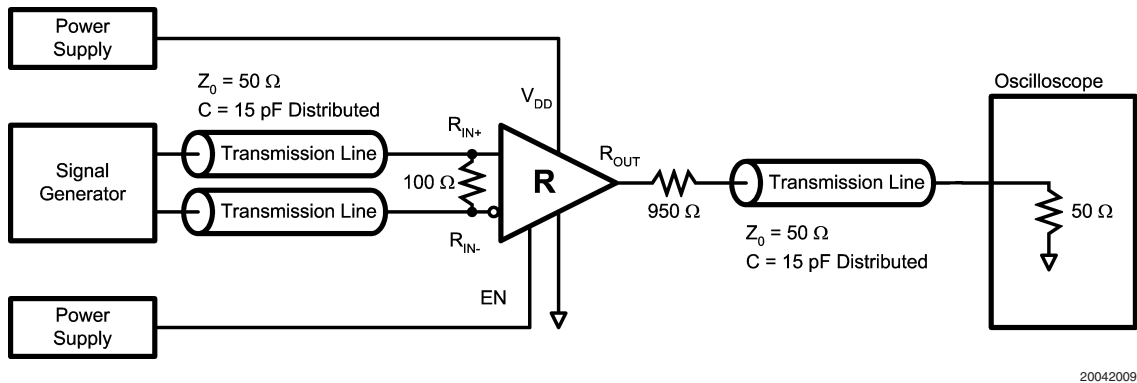 Power
Supply
Z0 = 50 Ω
C = 15 pF Distributed
VDD
Oscilloscope
Signal
Generator
Transmission Line
Transmission Line
RIN+
100 Ω
RIN-
R
ROUT
950 Ω
Transmission Line
Z0 = 50 Ω
C = 15 pF Distributed
50 Ω
EN
Power
Supply
20042009